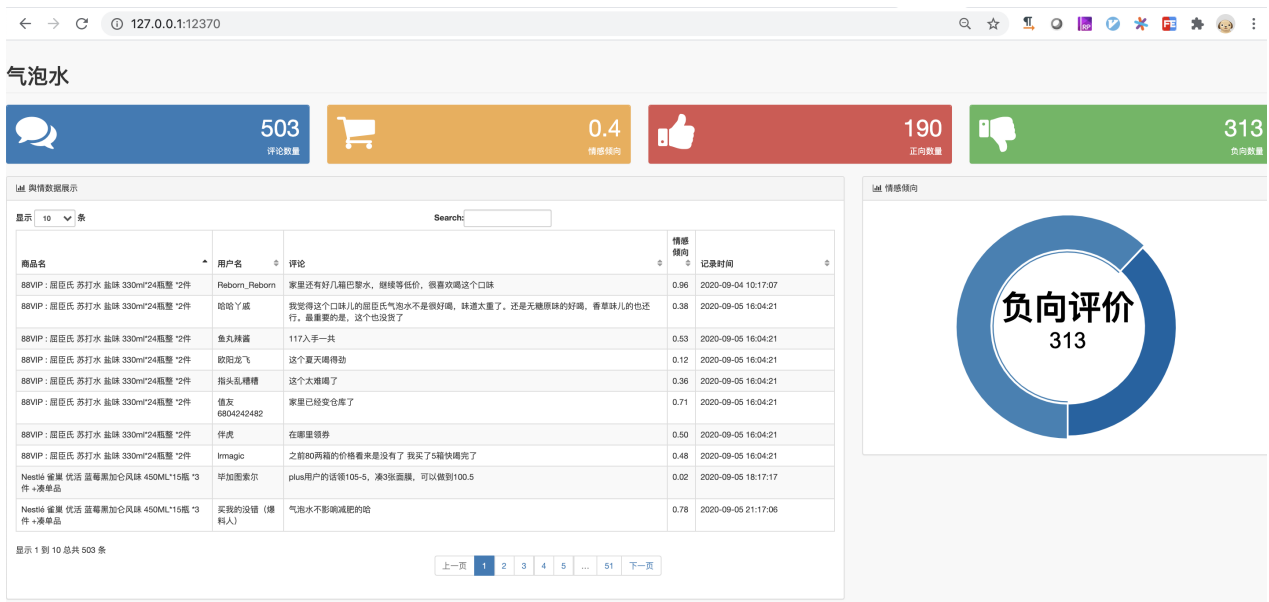 127.0.0.1:12370
气泡水
503
评论数量
0.4
情感倾向
190
正向数量
313
负向数量
舆情数据展示
显示 10 条
Search:
商品名 用户名 评论 情感倾向 记录时间
88VIP : 屈臣氏 苏打水 盐味 330ml*24瓶整 *2件 Reborn_Reborn 家里还有好几箱巴黎水，继续等低价，很喜欢喝这个口味 0.96 2020-09-04 10:17:07
88VIP : 屈臣氏 苏打水 盐味 330ml*24瓶整 *2件 哈哈丫戚 我觉得这个口味儿的屈臣氏气泡水不是很好喝，味道太重了。还是无糖原味的好喝，香草味儿的也还 0.38 2020-09-05 16:04:21
行。最重要的是，这个也没货了
88VIP : 屈臣氏 苏打水 盐味 330ml*24瓶整 *2件 鱼丸辣酱 117入手一共 0.53 2020-09-05 16:04:21
88VIP : 屈臣氏 苏打水 盐味 330ml*24瓶整 *2件 欧阳龙飞 这个夏天喝得劲 0.12 2020-09-05 16:04:21
88VIP : 屈臣氏 苏打水 盐味 330ml*24瓶整 *2件 指头乱糟糟 这个太难喝了 0.36 2020-09-05 16:04:21
88VIP : 屈臣氏 苏打水 盐味 330ml*24瓶整 *2件 值友 家里已经变仓库了 0.71 2020-09-05 16:04:21
6804242482
88VIP : 屈臣氏 苏打水 盐味 330ml*24瓶整 *2件 伴虎 在哪里领券 0.50 2020-09-05 16:04:21
88VIP : 屈臣氏 苏打水 盐味 330ml*24瓶整 *2件 lrmagic 之前80两箱的价格看来是没有了 我买了5箱快喝完了 0.48 2020-09-05 16:04:21
Nestlé 雀巢 优活 蓝莓黑加仑风味 450ML*15瓶 *3 毕加图索尔 plus用户的话领105-5，凑3张面膜，可以做到100.5 0.02 2020-09-05 18:17:17
件 +凑单品
Nestlé 雀巢 优活 蓝莓黑加仑风味 450ML*15瓶 *3 买我的没错（爆 气泡水不影响减肥的哈 0.78 2020-09-05 21:17:06
件 +凑单品 料人）
显示 1 到 10 总共 503 条
上一页 1 2 3 4 5 … 51 下一页
情感倾向
负向评价
313